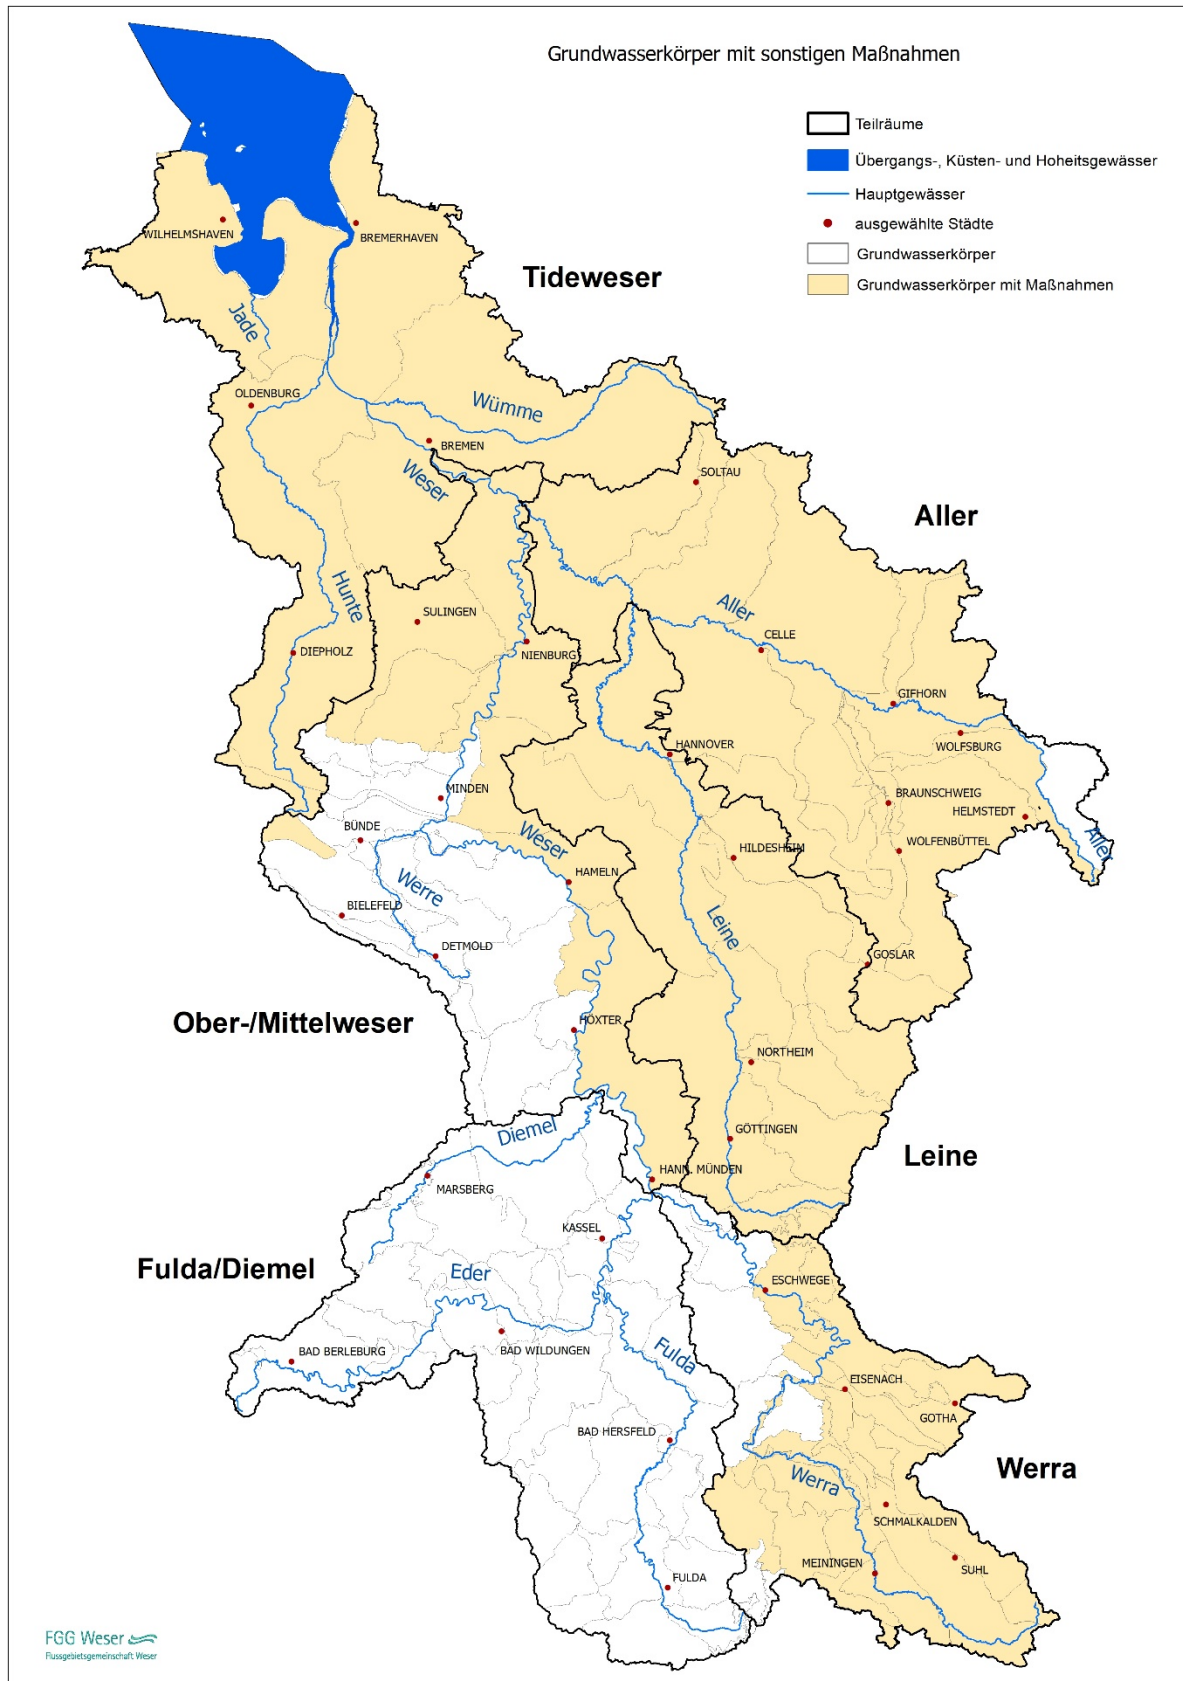 Grundwasserkörper mit sonstigen Maßnahmen
Teilräume
Übergangs-, Küsten- und Hoheitsgewässer
Hauptgewässer
ausgewählte Städte
Grundwasserkörper
Grundwasserkörper mit Maßnahmen
WILHELMSHAVEN
BREMERHAVEN
Tideweser
Jade
OLDENBURG
Wümme
BREMEN
Weser
SOLTAU
Aller
Hunte
Aller
SULINGEN
CELLE
DIEPHOLZ
NIENBURG
GIFHORN
WOLFSBURG
HANNOVER
MINDEN
BRAUNSCHWEIG
HELMSTEDT
BÜNDE
Weser
HILDESHEIM
WOLFENBÜTTEL
Aller
Werre
HAMELN
BIELEFELD
Leine
DETMOLD
GOSLAR
Ober-/Mittelweser
HÖXTER
NORTHEIM
Diemel
GÖTTINGEN
Leine
MARSBERG
HANN. MÜNDEN
KASSEL
Fulda/Diemel
Eder
ESCHWEGE
BAD BERLEBURG
BAD WILDUNGEN
Fulda
EISENACH
GOTHA
BAD HERSFELD
Werra
Werra
SCHMALKALDEN
MEININGEN
SUHL
FULDA
FGG Weser
Flussgebietsgemeinschaft Weser